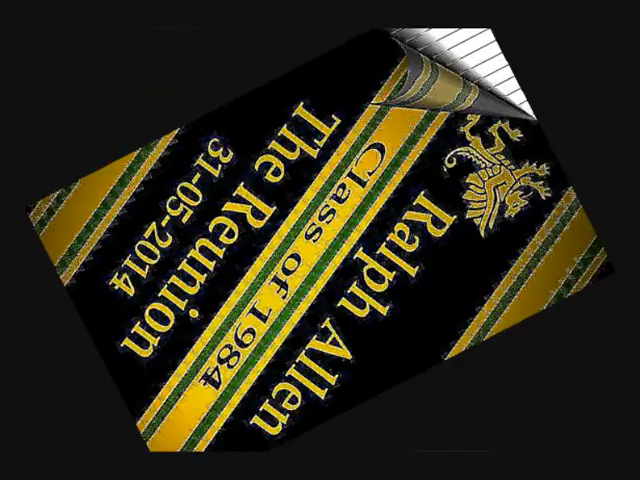 Ralph Allen
Class of 1984
The Reunion
31-05-2014